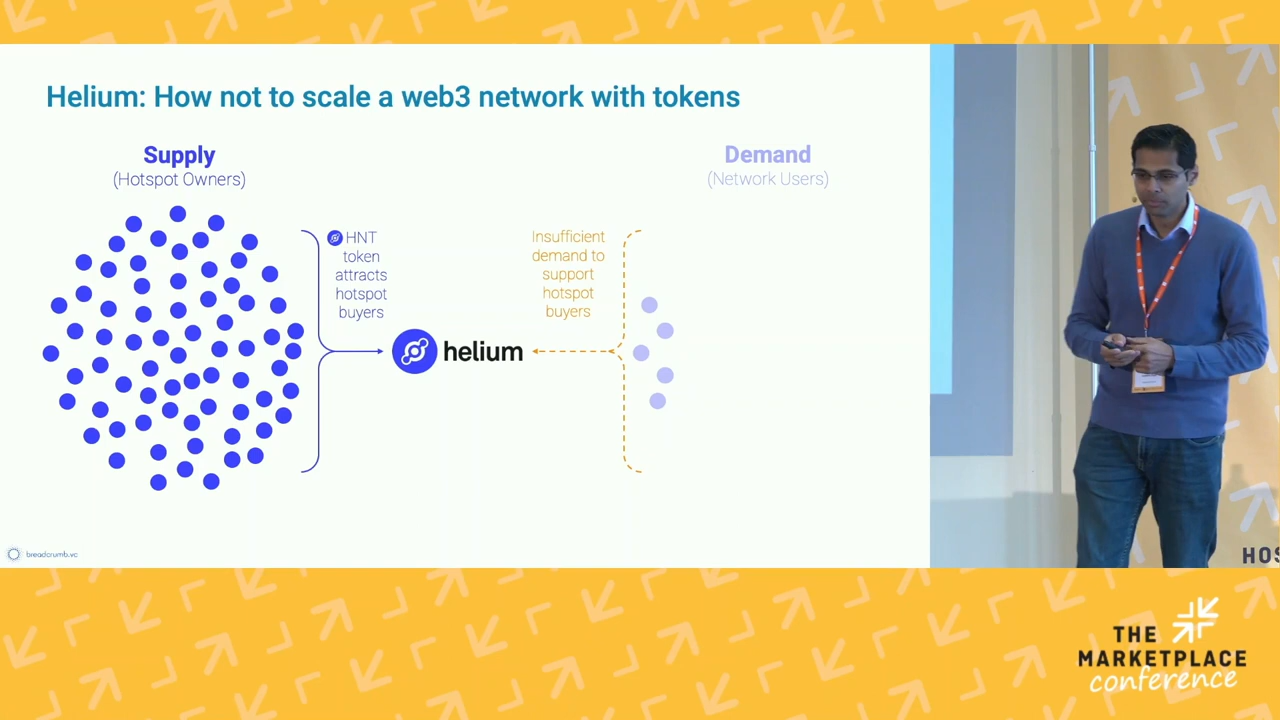 Helium: How not to scale a web3 network with tokens
Supply
(Hotspot Owners)
Demand
(Network Users)
HNT
token
attracts
hotspot
buyers
Insufficient
demand to
support
hotspot
buyers
helium
breadcrumb.vc
HOS
THE
MARKETPLACE
conference